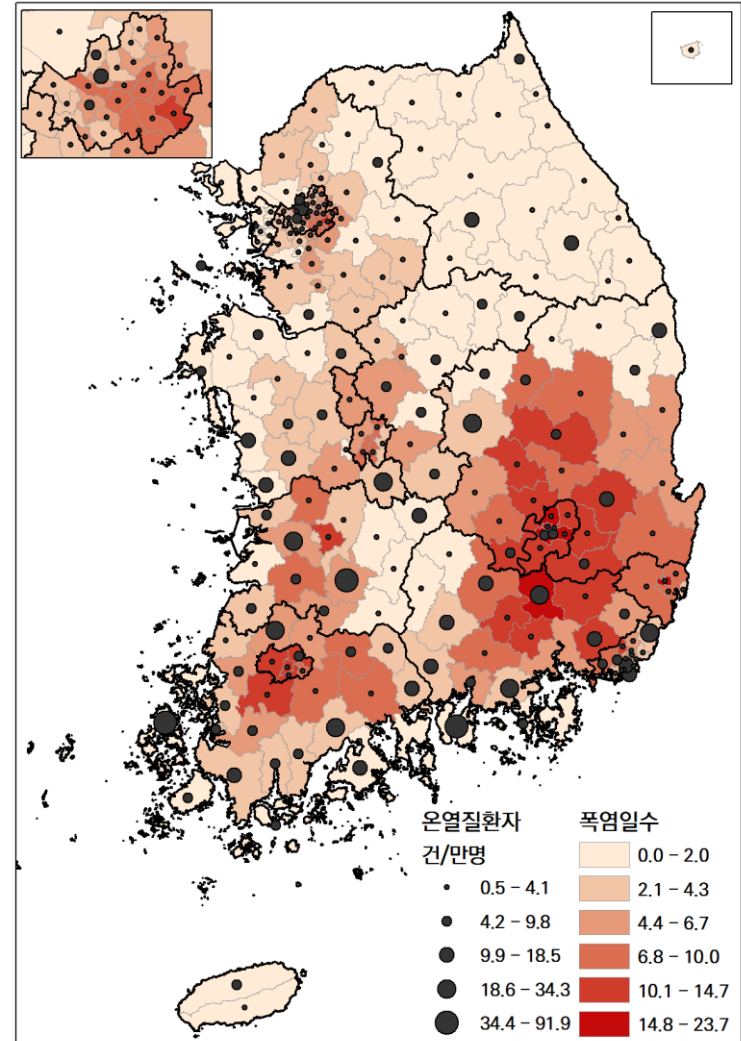 온열질환자
건/만명
0.5 – 4.1
4.2 – 9.8
9.9 – 18.5
18.6 – 34.3
34.4 – 91.9
폭염일수
0.0 – 2.0
2.1 – 4.3
4.4 – 6.7
6.8 – 10.0
10.1 – 14.7
14.8 – 23.7